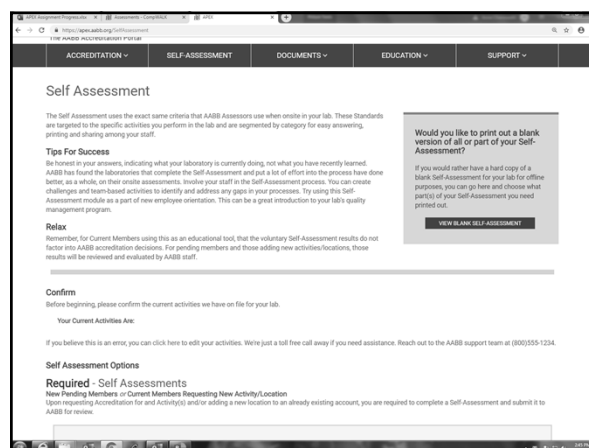 APEX Assignment Progress.xlsx
Assessments - CompWALK
APEX
https://apex.aabb.org/SelfAssessment
The AABB Accreditation Portal
ACCREDITATION SELF-ASSESSMENT DOCUMENTS EDUCATION SUPPORT
Self Assessment
The Self Assessment uses the exact same criteria that AABB Assessors use when onsite in your lab. These Standards
are targeted to the specific activities you perform in the lab and are segmented by category for easy answering,
printing and sharing among your staff.
Tips For Success
Be honest in your answers, indicating what your laboratory is currently doing, not what you have recently learned.
AABB has found the laboratories that complete the Self-Assessment and put a lot of effort into the process have done
better, as a whole, on their onsite assessments. Involve your staff in the Self-Assessment process. You can create
challenges and team-based activities to identify and address any gaps in your processes. Try using this Self-
Assessment module as a part of new employee orientation. This can be a great introduction to your lab's quality
management program.
Relax
Remember, for Current Members using this as an educational tool, that the voluntary Self-Assessment results do not
factor into AABB accreditation decisions. For pending members and those adding new activities/locations, those
results will be reviewed and evaluated by AABB staff.
Would you like to print out a blank
version of all or part of your Self-
Assessment?
If you would rather have a hard copy of a
blank Self-Assessment for your lab for offline
purposes, you can go here and choose what
part(s) of your Self-Assessment you need
printed out.
VIEW BLANK SELF-ASSESSMENT
Confirm
Before beginning, please confirm the current activities we have on file for your lab.
Your Current Activities Are:
If you believe this is an error, you can click here to edit your activities. We're just a toll free call away if you need assistance. Reach out to the AABB support team at (800)555-1234.
Self Assessment Options
Required - Self Assessments
New Pending Members or Current Members Requesting New Activity/Location
Upon requesting Accreditation for and Activity(s) and/or adding a new location to an already existing account, you are required to complete a Self-Assessment and submit it to
AABB for review.
2:45 PM